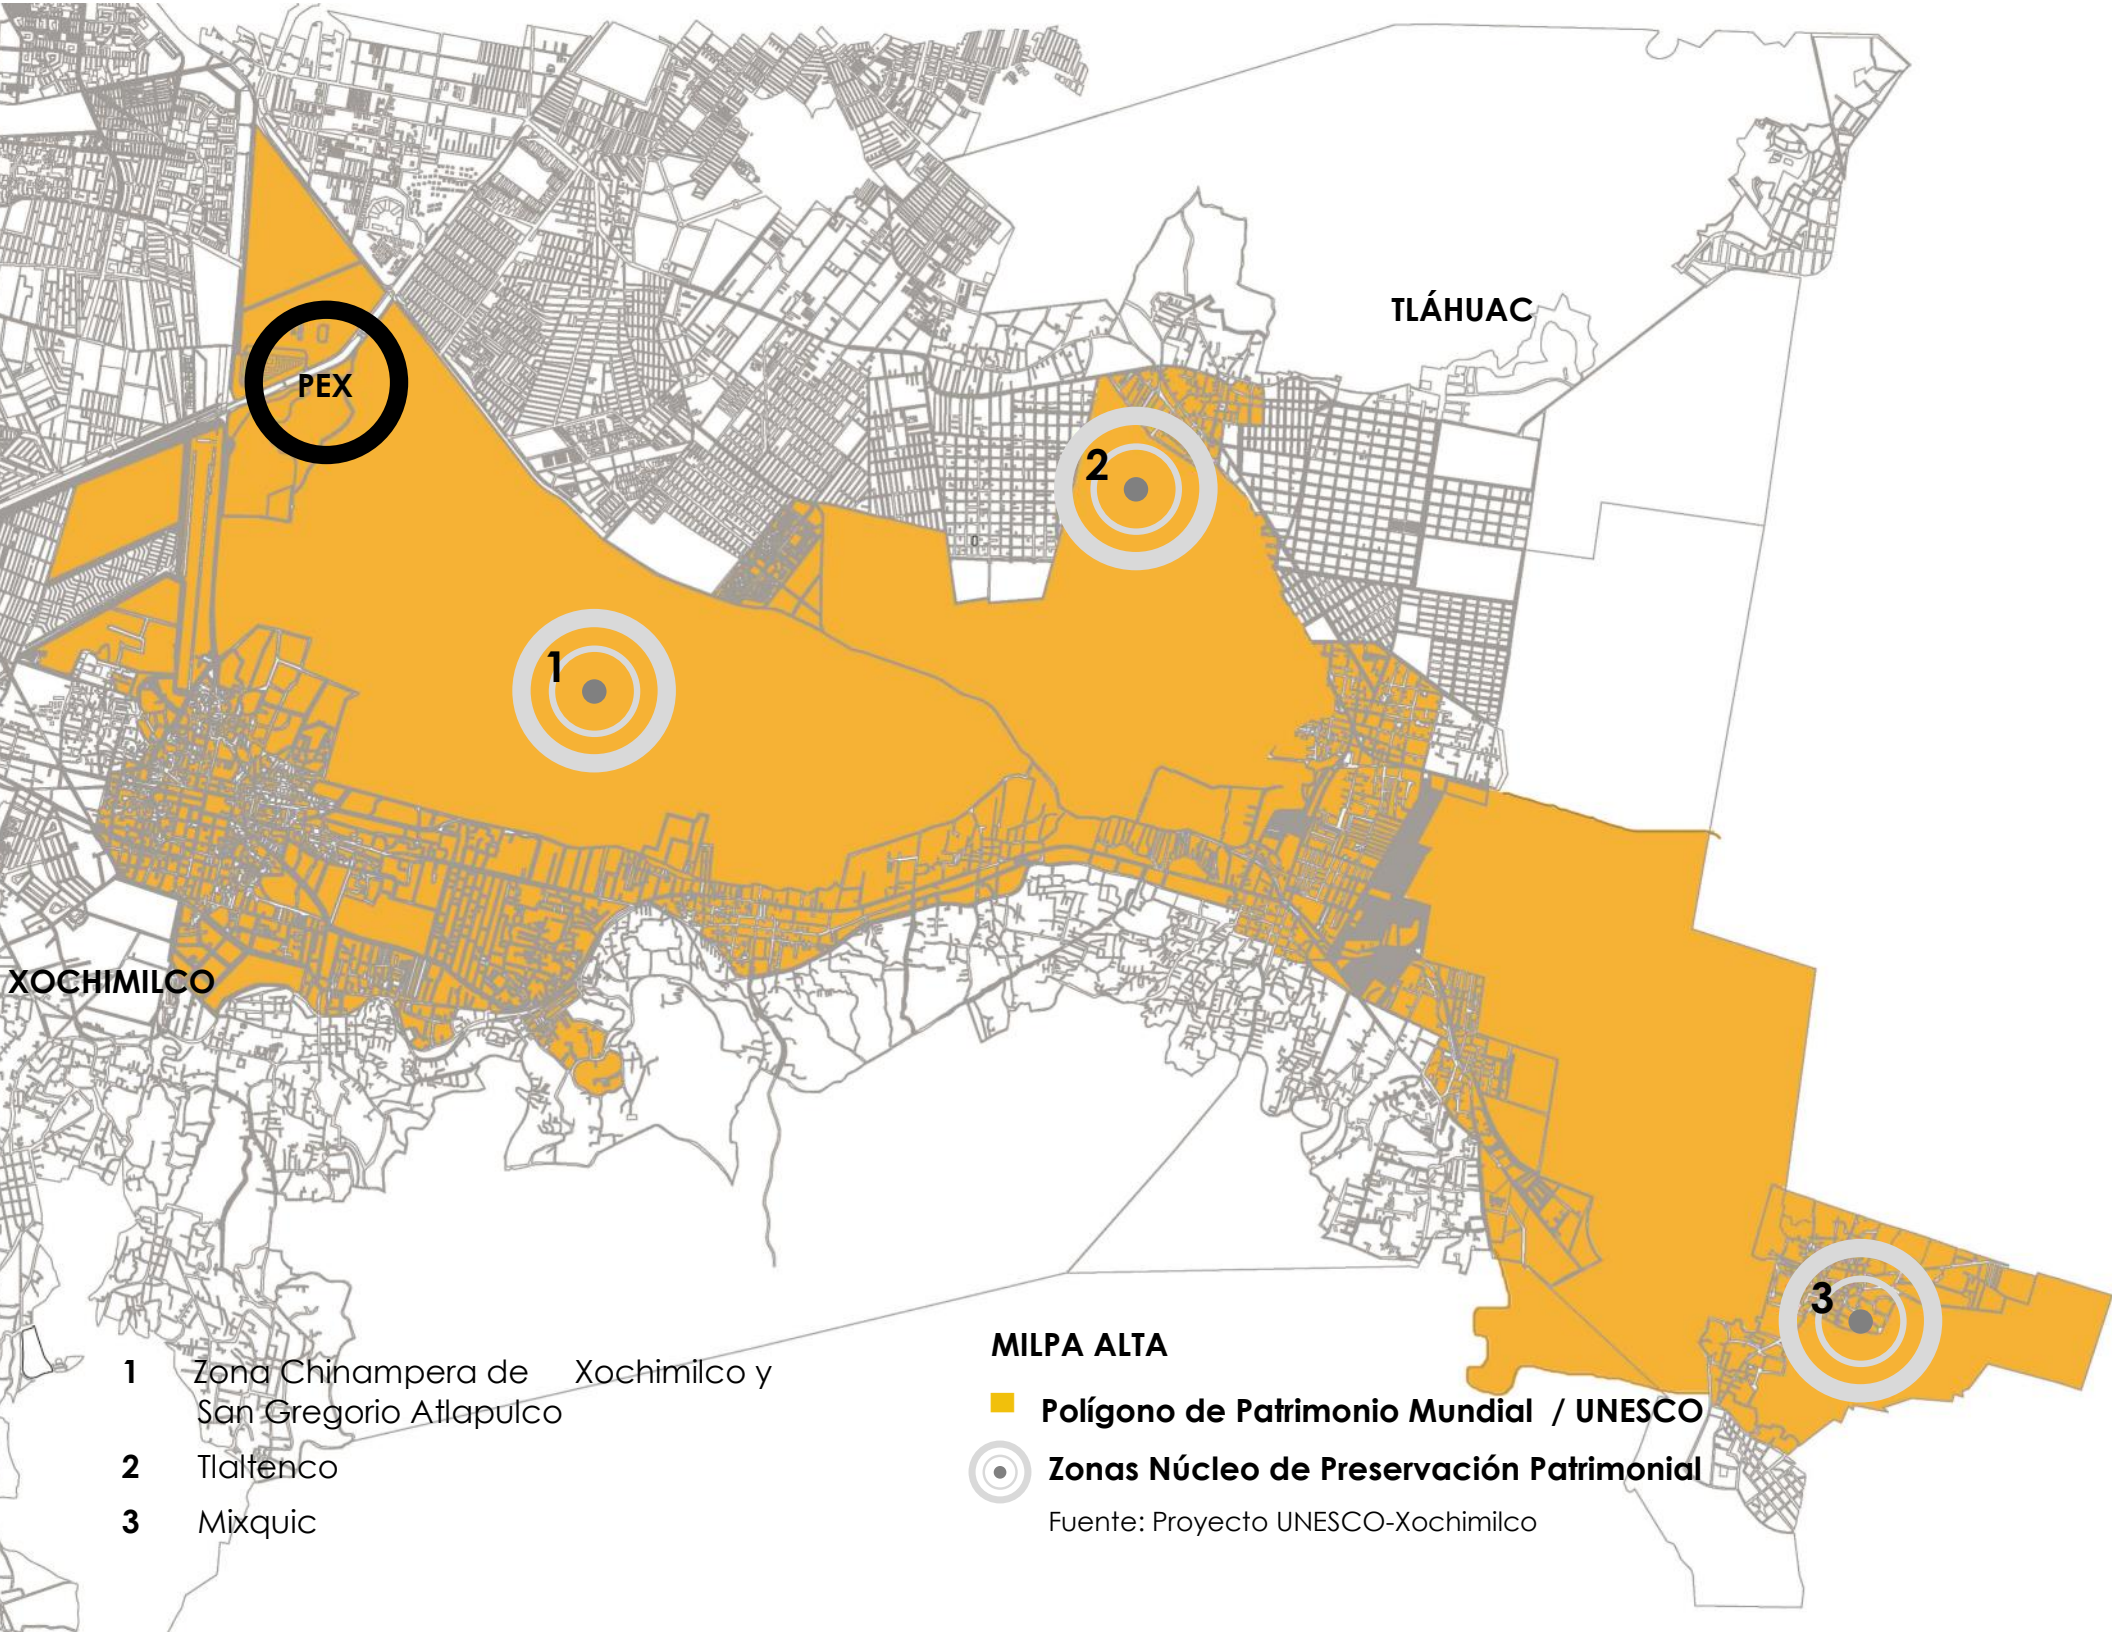 TLÁHUAC
PEX
2
1
XOCHIMILCO
3
1 Zona Chinampera de Xochimilco y
San Gregorio Atlapulco
2 Tlaltenco
3 Mixquic
MILPA ALTA
Polígono de Patrimonio Mundial / UNESCO
Zonas Núcleo de Preservación Patrimonial
Fuente: Proyecto UNESCO-Xochimilco